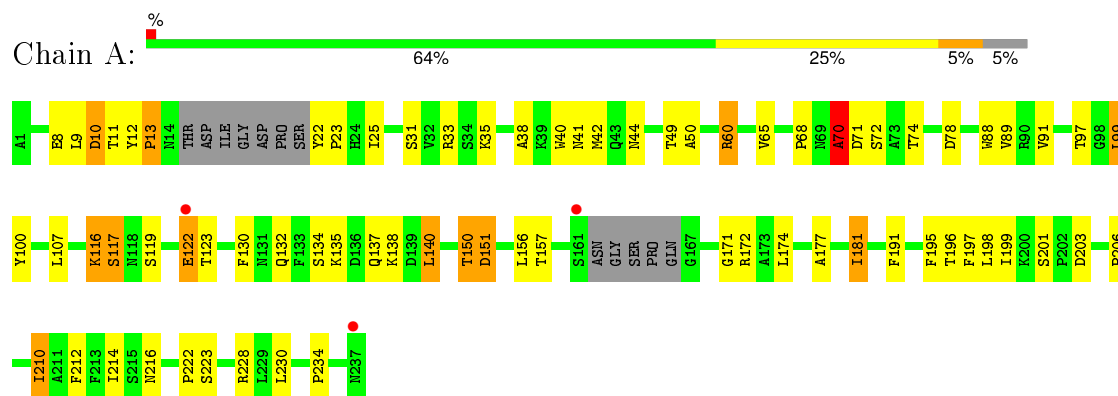 %
Chain A:
64% 25% 5% 5%
A1 E8 L9 D10 T11 Y12 P13 N14 THR ASP ILE GLY ASP PRO SER Y22 P23 H24 I25 S31 V32 R33 S34 K35 A38 K39 W40 N41 M42 Q43 N44 T49 A50 R60 V65 P68 N69 A70 D71 S72 A73 T74 D78 W88 V89 R90 V91 T97 G98 L99
Y100 L107 K116 S117 N118 S119 E122 T123 F130 N131 Q132 F133 S134 K135 D136 Q137 K138 D139 L140 T150 D151 L156 T157 S161 ASN GLY SER PRO GLN G167 G171 R172 A173 L174 A177 I181 F191 F195 T196 F197 L198 I199 K200 S201 P202 D203 P206
I210 A211 F212 F213 I214 S215 N216 P222 S223 R228 L229 L230 P234 N237